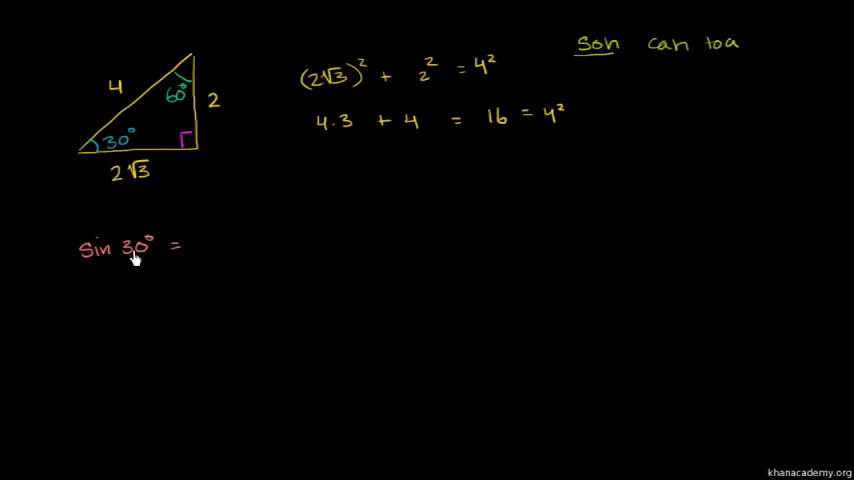 Soh cah toa
(2√3)² + 2² = 4²
4
60°
2
4·3 + 4 = 16 = 4²
30°
2√3
Sin 30° =
khanacademy.org